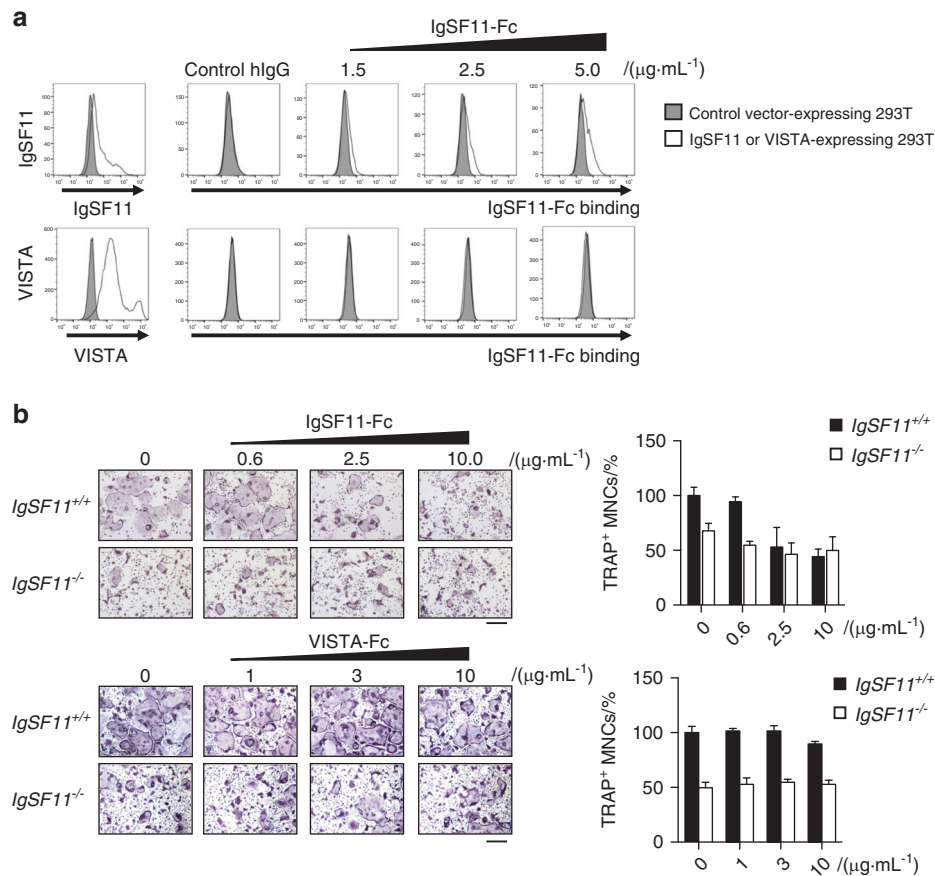 a
IgSF11-Fc
Control hIgG 1.5 2.5 5.0 /(μg·mL⁻¹)
Control vector-expressing 293T
IgSF11 or VISTA-expressing 293T
IgSF11
IgSF11
IgSF11-Fc binding
VISTA
VISTA
IgSF11-Fc binding
b
IgSF11-Fc
0 0.6 2.5 10.0 /(μg·mL⁻¹)
IgSF11+/+
IgSF11-/-
TRAP⁺ MNCs/%
150
100
50
0
0 0.6 2.5 10 /(μg·mL⁻¹)
IgSF11+/+
IgSF11-/-
VISTA-Fc
0 1 3 10 /(μg·mL⁻¹)
IgSF11+/+
IgSF11-/-
TRAP⁺ MNCs/%
150
100
50
0
0 1 3 10 /(μg·mL⁻¹)
IgSF11+/+
IgSF11-/-